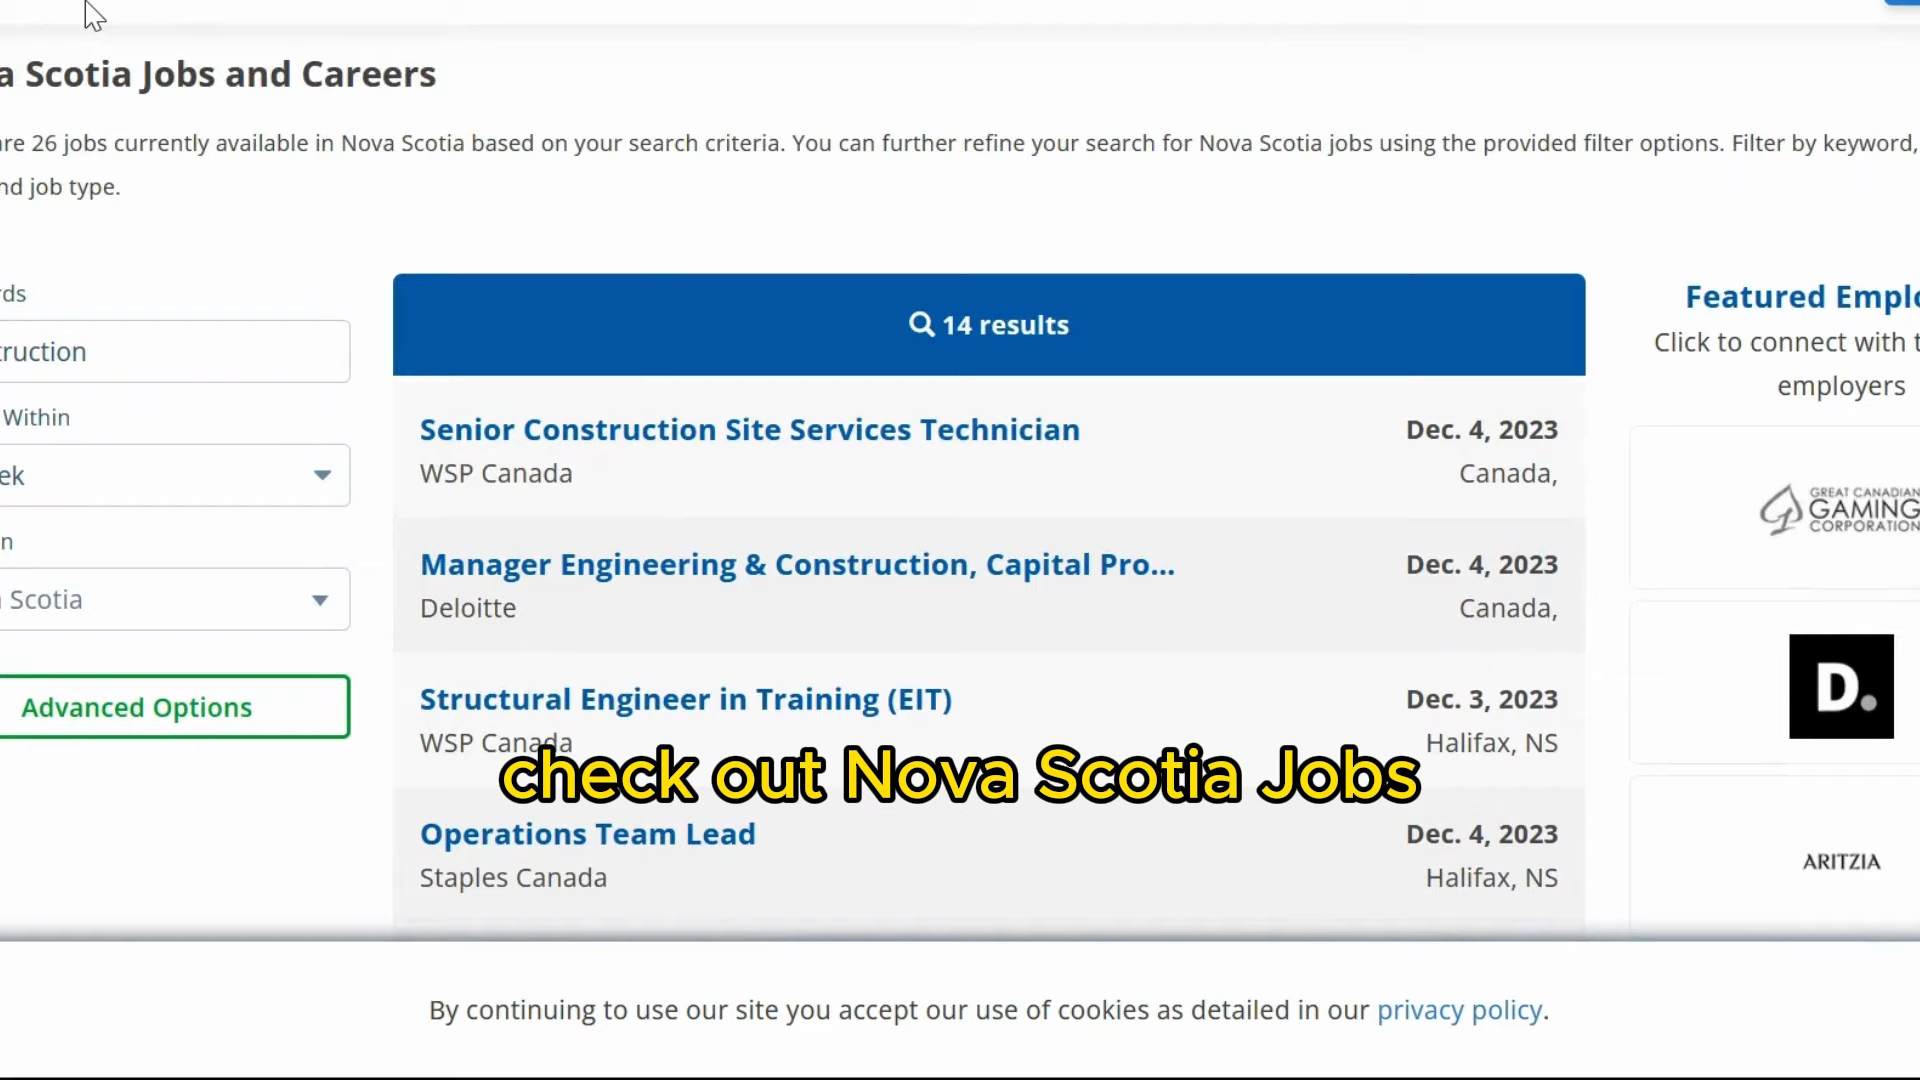 a Scotia Jobs and Careers
re 26 jobs currently available in Nova Scotia based on your search criteria. You can further refine your search for Nova Scotia jobs using the provided filter options. Filter by keyword,
nd job type.
rds
truction
Within
ek
n
Scotia
Advanced Options
14 results
Senior Construction Site Services Technician
Dec. 4, 2023
WSP Canada
Canada,
Manager Engineering & Construction, Capital Pro...
Dec. 4, 2023
Deloitte
Canada,
Structural Engineer in Training (EIT)
Dec. 3, 2023
WSP Canada
Halifax, NS
check out Nova Scotia Jobs
Operations Team Lead
Dec. 4, 2023
Staples Canada
Halifax, NS
Featured Emplo
Click to connect with t
employers
GREAT CANADIAN
GAMING
CORPORATION
D.
ARITZIA
By continuing to use our site you accept our use of cookies as detailed in our privacy policy.